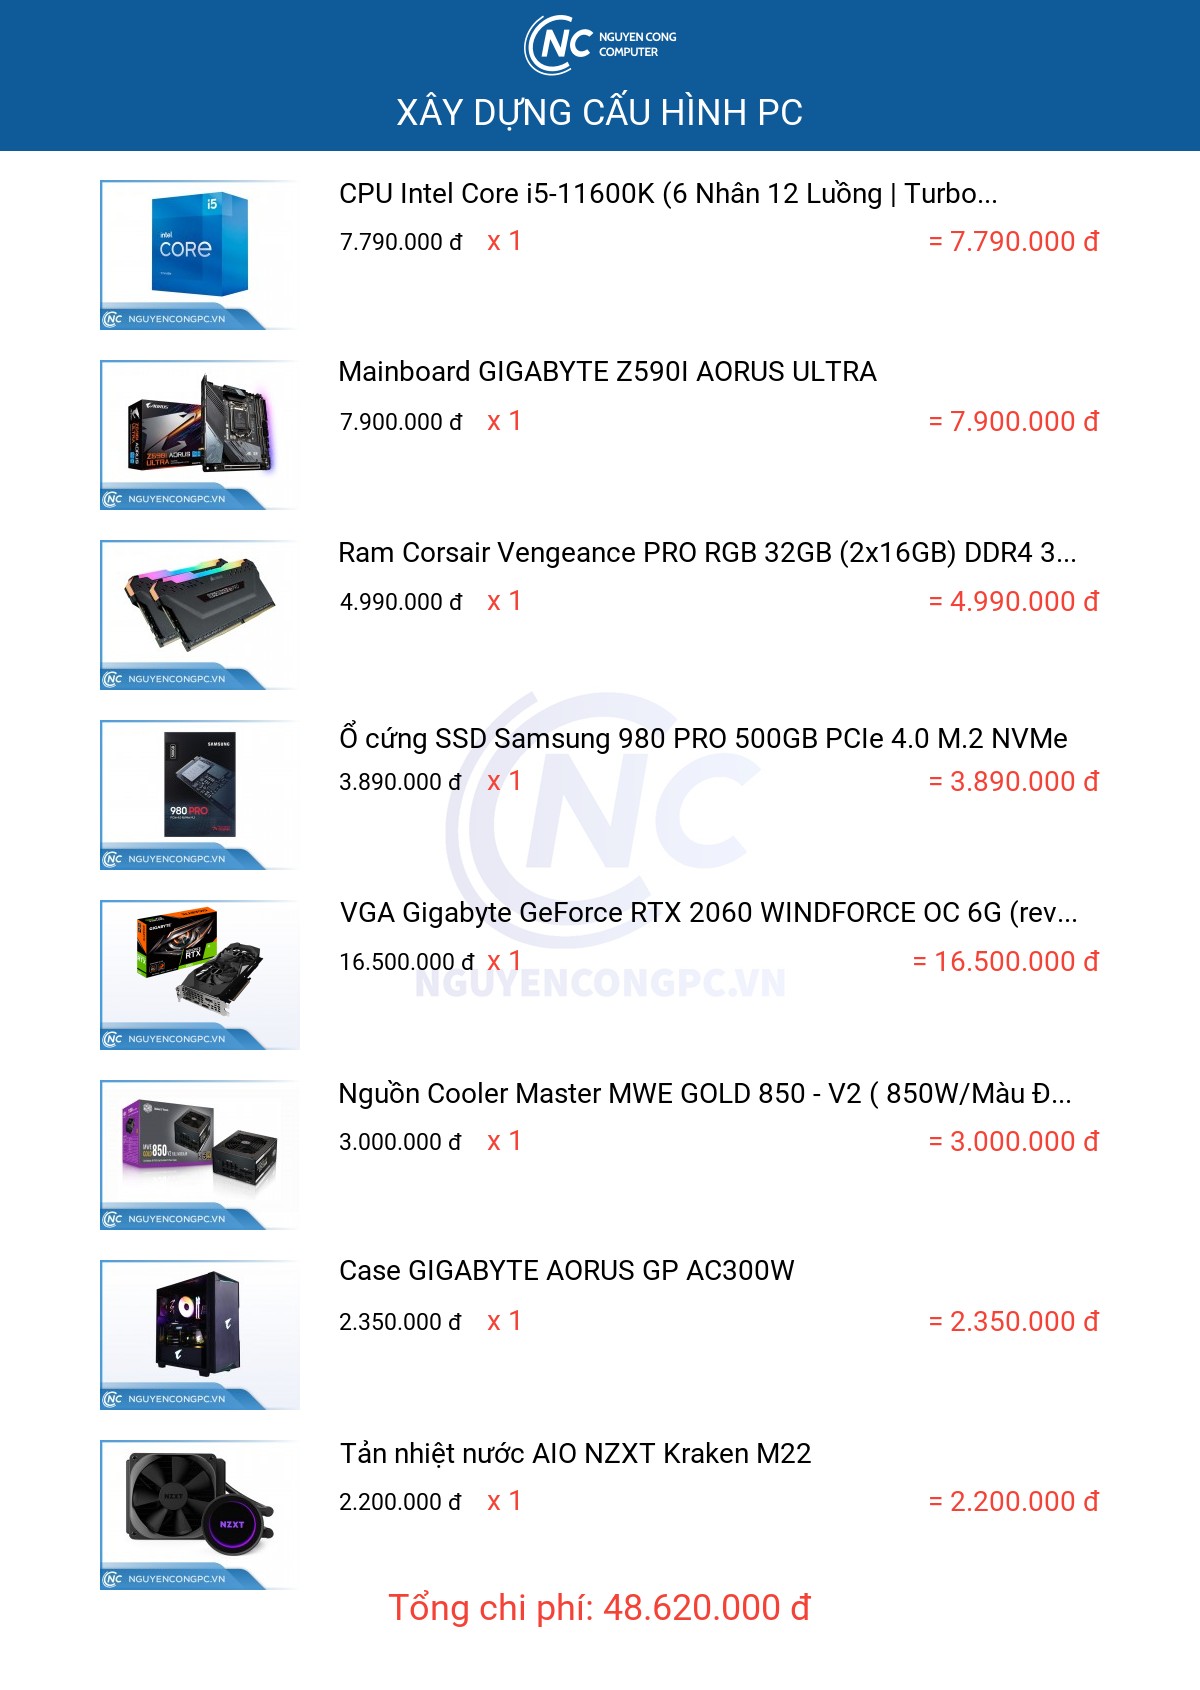 NC NGUYEN CONG
COMPUTER
XÂY DỰNG CẤU HÌNH PC
CPU Intel Core i5-11600K (6 Nhân 12 Luồng | Turbo...
7.790.000 đ x 1 = 7.790.000 đ
i5
intel
CORE
NC NGUYENCONGPC.VN
Mainboard GIGABYTE Z590I AORUS ULTRA
7.900.000 đ x 1 = 7.900.000 đ
AORUS
Z590I AORUS
ULTRA
NC NGUYENCONGPC.VN
Ram Corsair Vengeance PRO RGB 32GB (2x16GB) DDR4 3...
4.990.000 đ x 1 = 4.990.000 đ
NC NGUYENCONGPC.VN
Ổ cứng SSD Samsung 980 PRO 500GB PCIe 4.0 M.2 NVMe
3.890.000 đ x 1 = 3.890.000 đ
SAMSUNG
980 PRO
NC NGUYENCONGPC.VN
NC
NGUYENCONGPC.VN
VGA Gigabyte GeForce RTX 2060 WINDFORCE OC 6G (rev...
16.500.000 đ x 1 = 16.500.000 đ
GIGABYTE
RTX
NC NGUYENCONGPC.VN
Nguồn Cooler Master MWE GOLD 850 - V2 ( 850W/Màu Đ...
3.000.000 đ x 1 = 3.000.000 đ
MWE
GOLD 850 V2
NC NGUYENCONGPC.VN
Case GIGABYTE AORUS GP AC300W
2.350.000 đ x 1 = 2.350.000 đ
NC NGUYENCONGPC.VN
Tản nhiệt nước AIO NZXT Kraken M22
2.200.000 đ x 1 = 2.200.000 đ
NZXT
NZXT
NC NGUYENCONGPC.VN
Tổng chi phí: 48.620.000 đ